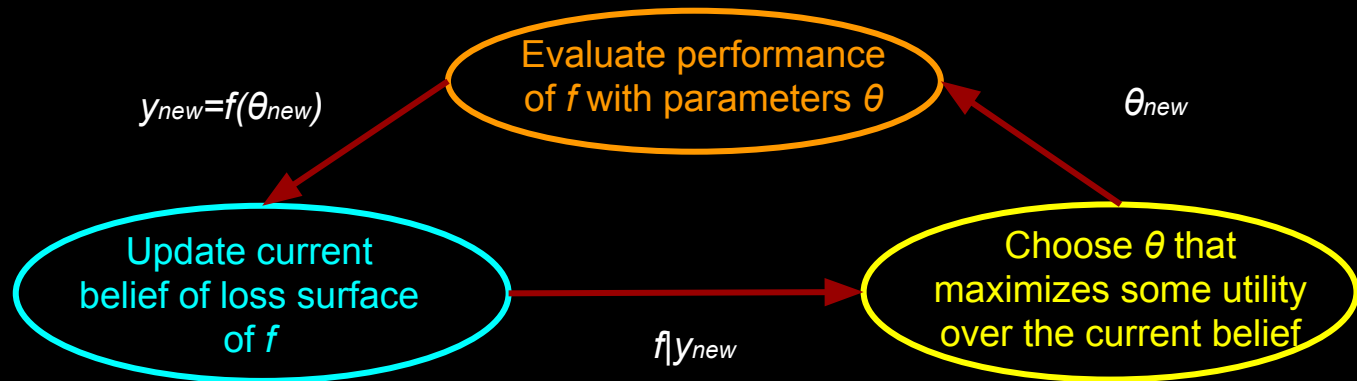 Evaluate performance
of f with parameters θ
ynew=f(θnew)
θnew
Update current
belief of loss surface
of f
Choose θ that
maximizes some utility
over the current belief
f|ynew